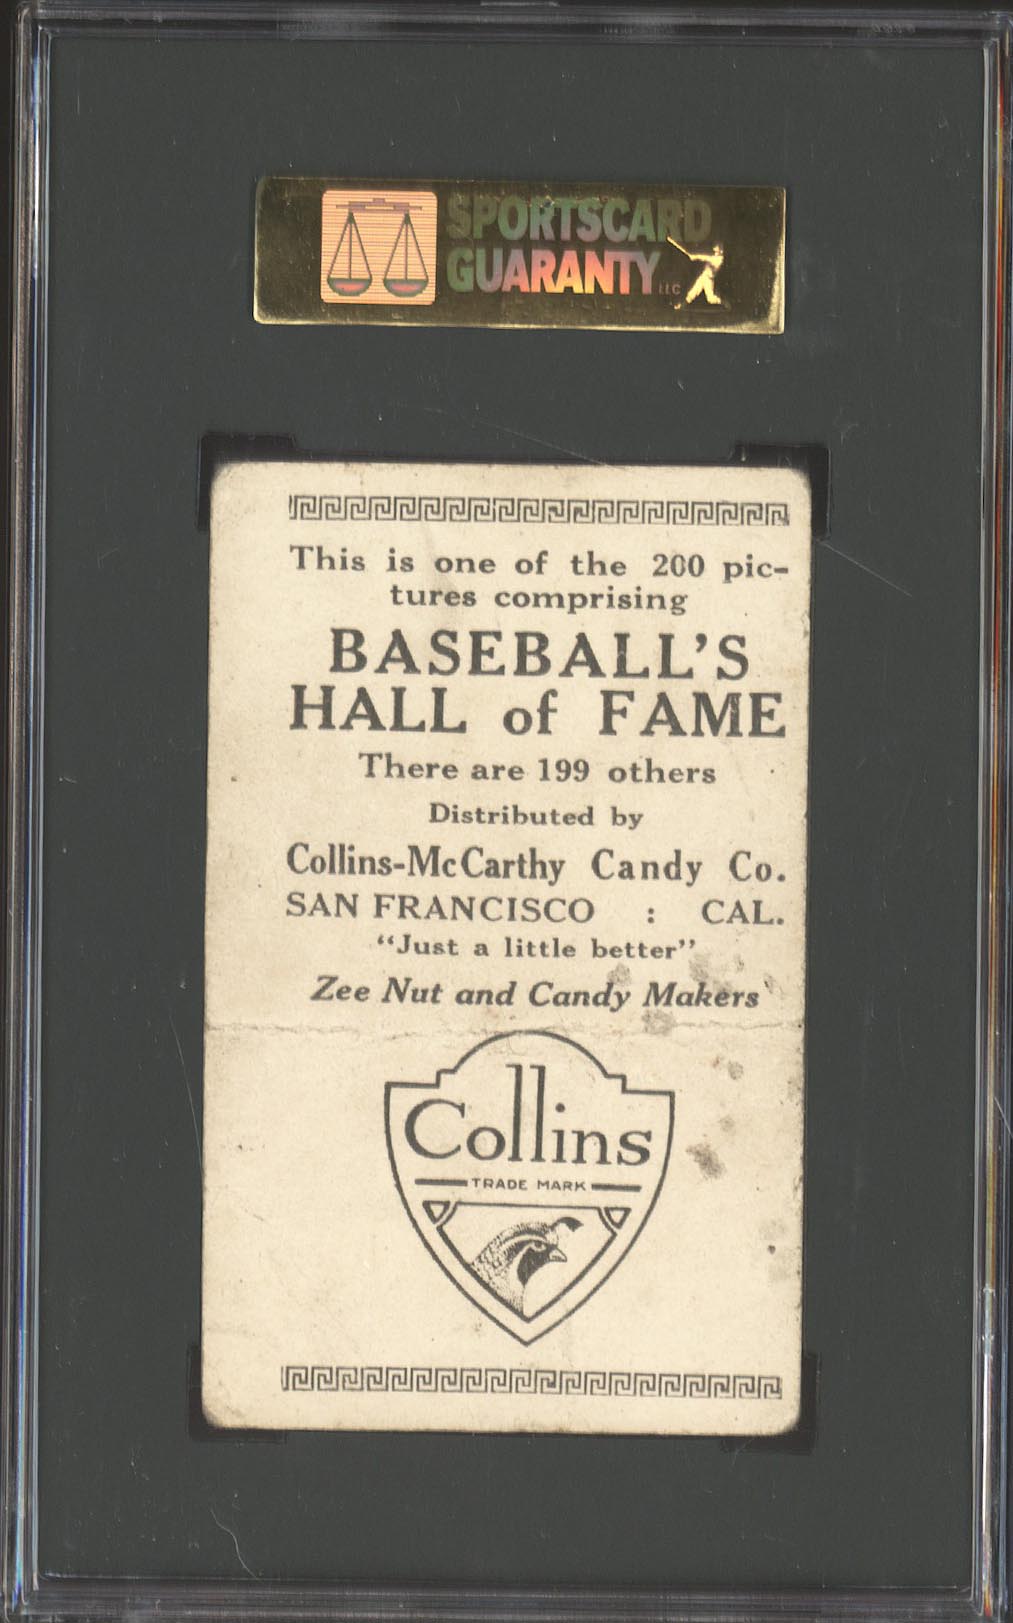 SPORTSCARD
GUARANTY LLC
This is one of the 200 pic-
tures comprising
BASEBALL'S
HALL of FAME
There are 199 others
Distributed by
Collins-McCarthy Candy Co.
SAN FRANCISCO : CAL.
"Just a little better"
Zee Nut and Candy Makers
Collins
TRADE MARK